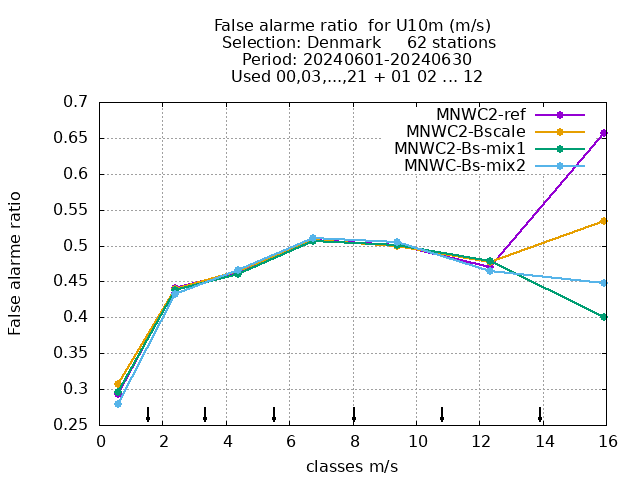 False alarme ratio  for U10m (m/s)
Selection: Denmark     62 stations
Period: 20240601-20240630
Used 00,03,...,21 + 01 02 ... 12
MNWC2-ref
MNWC2-Bscale
MNWC2-Bs-mix1
MNWC-Bs-mix2
False alarme ratio
0.7
0.65
0.6
0.55
0.5
0.45
0.4
0.35
0.3
0.25
0 2 4 6 8 10 12 14 16
classes m/s